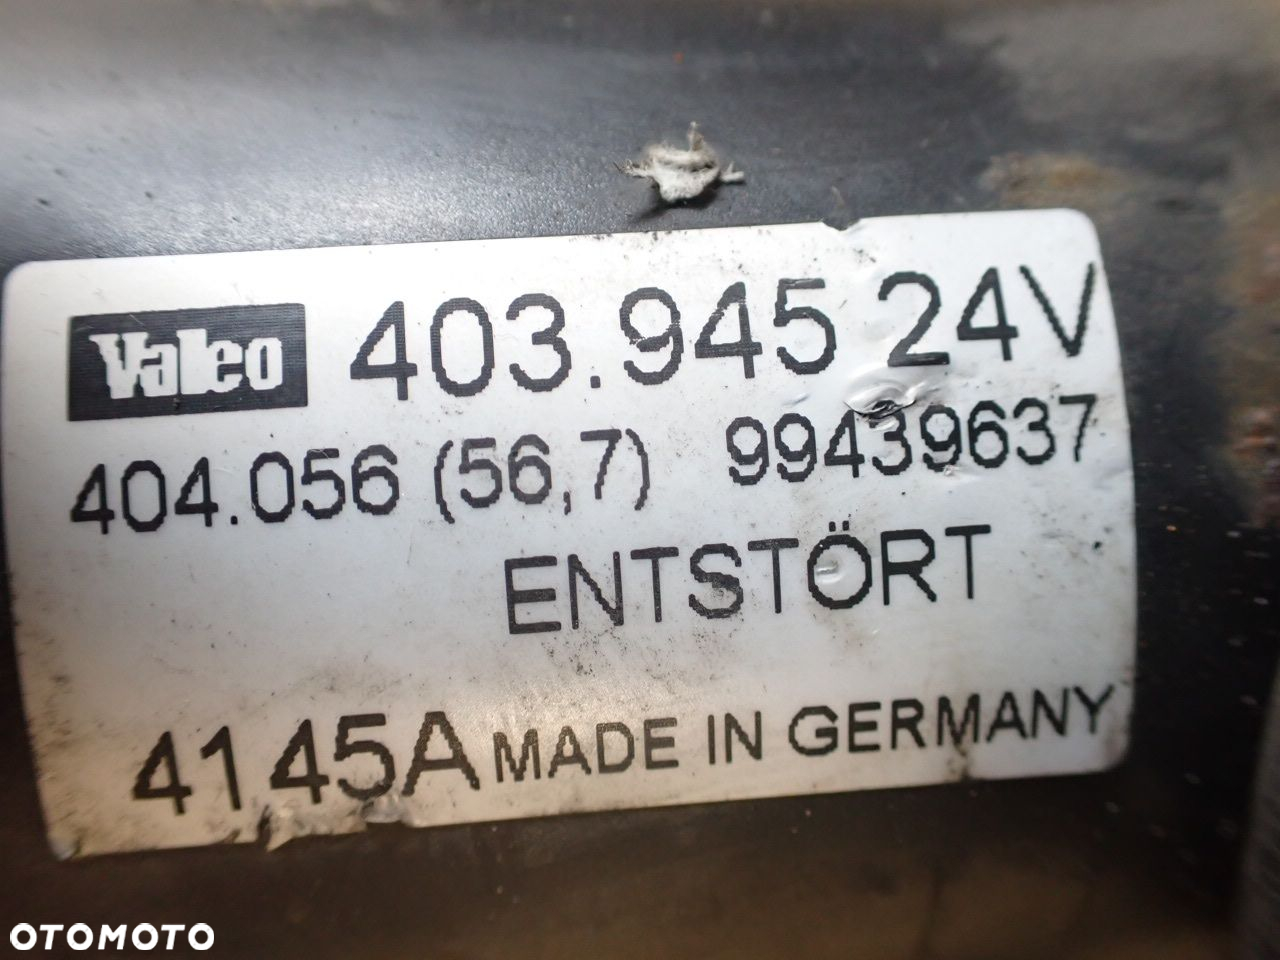 Valeo 403.945 24V
404.056 (56,7) 99439637
ENTSTÖRT
4145A MADE IN GERMANY
OTOMOTO